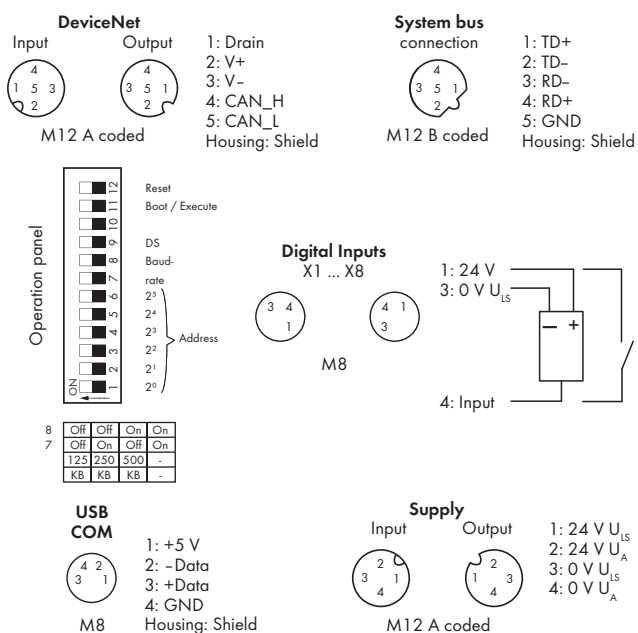 DeviceNet
Input Output
4 4
1 5 3 3 5 1
2 2
M12 A coded
1: Drain
2: V+
3: V–
4: CAN_H
5: CAN_L
Housing: Shield
System bus
connection
4
3 5 1
2
M12 B coded
1: TD+
2: TD–
3: RD–
4: RD+
5: GND
Housing: Shield
Operation panel
12 Reset
11 Boot / Execute
10
9 DS
8 Baud-
7 rate
6 2⁵
5 2⁴
4 2³
3 2²
2 2¹
1 2⁰
Address
ON
8 Off Off On On
7 Off On Off On
125 250 500 -
KB KB KB -
Digital Inputs
X1 ... X8
3 4 4 1
1 3
M8
1: 24 V
3: 0 V U_LS
– +
4: Input
USB
COM
4 2
3 1
M8
1: +5 V
2: –Data
3: +Data
4: GND
Housing: Shield
Supply
Input Output
2 2
3 1 1 3
4 4
M12 A coded
1: 24 V U_LS
2: 24 V U_A
3: 0 V U_LS
4: 0 V U_A